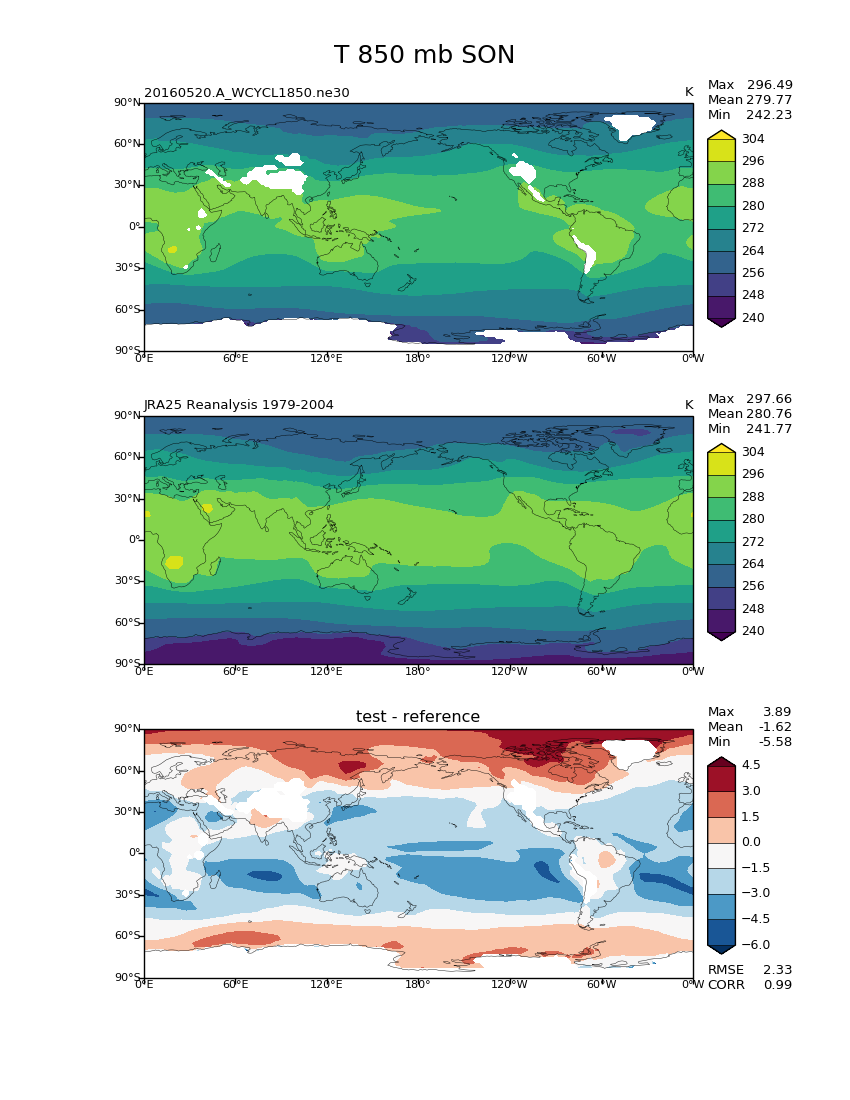 T 850 mb SON
20160520.A_WCYCL1850.ne30 K
Max 296.49
Mean 279.77
Min 242.23
90°N
60°N
30°N
0°
30°S
60°S
90°S
0°E 60°E 120°E 180° 120°W 60°W 0°W
304
296
288
280
272
264
256
248
240
JRA25 Reanalysis 1979-2004 K
Max 297.66
Mean 280.76
Min 241.77
90°N
60°N
30°N
0°
30°S
60°S
90°S
0°E 60°E 120°E 180° 120°W 60°W 0°W
304
296
288
280
272
264
256
248
240
test - reference
Max 3.89
Mean -1.62
Min -5.58
90°N
60°N
30°N
0°
30°S
60°S
90°S
0°E 60°E 120°E 180° 120°W 60°W 0°W
4.5
3.0
1.5
0.0
−1.5
−3.0
−4.5
−6.0
RMSE 2.33
CORR 0.99